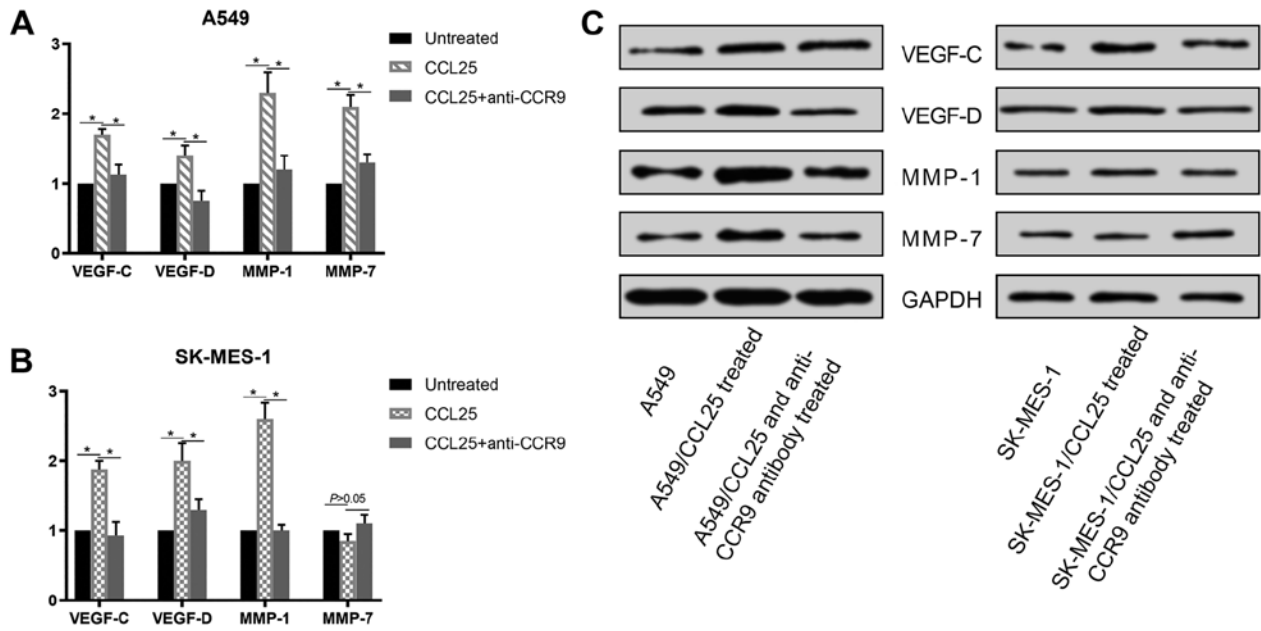 A
A549
3
2
1
0
* *
* *
* *
* *
VEGF-C VEGF-D MMP-1 MMP-7
Untreated
CCL25
CCL25+anti-CCR9
B
SK-MES-1
3
2
1
0
* *
* *
* *
P>0.05
VEGF-C VEGF-D MMP-1 MMP-7
Untreated
CCL25
CCL25+anti-CCR9
C
VEGF-C
VEGF-D
MMP-1
MMP-7
GAPDH
A549
A549/CCL25 treated
A549/CCL25 and anti-
CCR9 antibody treated
SK-MES-1
SK-MES-1/CCL25 treated
SK-MES-1/CCL25 and anti-
CCR9 antibody treated